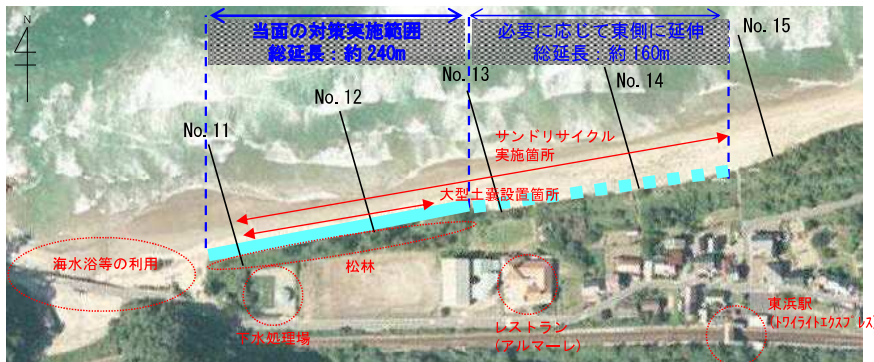 N
当面の対策実施範囲
総延長：約240m
必要に応じて東側に延伸
総延長：約160m
No.15
No.14
No.13
No.12
No.11
サンドリサイクル
実施箇所
大型土嚢設置箇所
海水浴等の利用
松林
下水処理場
レストラン
(アルマーレ)
東浜駅